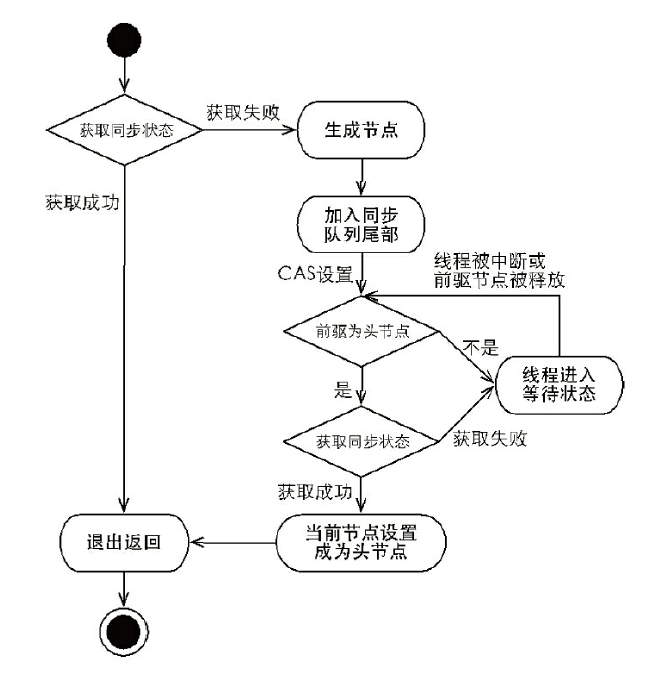 获取同步状态
获取失败
生成节点
获取成功
加入同步
队列尾部
CAS设置
线程被中断或
前驱节点被释放
前驱为头节点
不是
线程进入
等待状态
是
获取同步状态
获取失败
获取成功
退出返回
当前节点设置
成为头节点